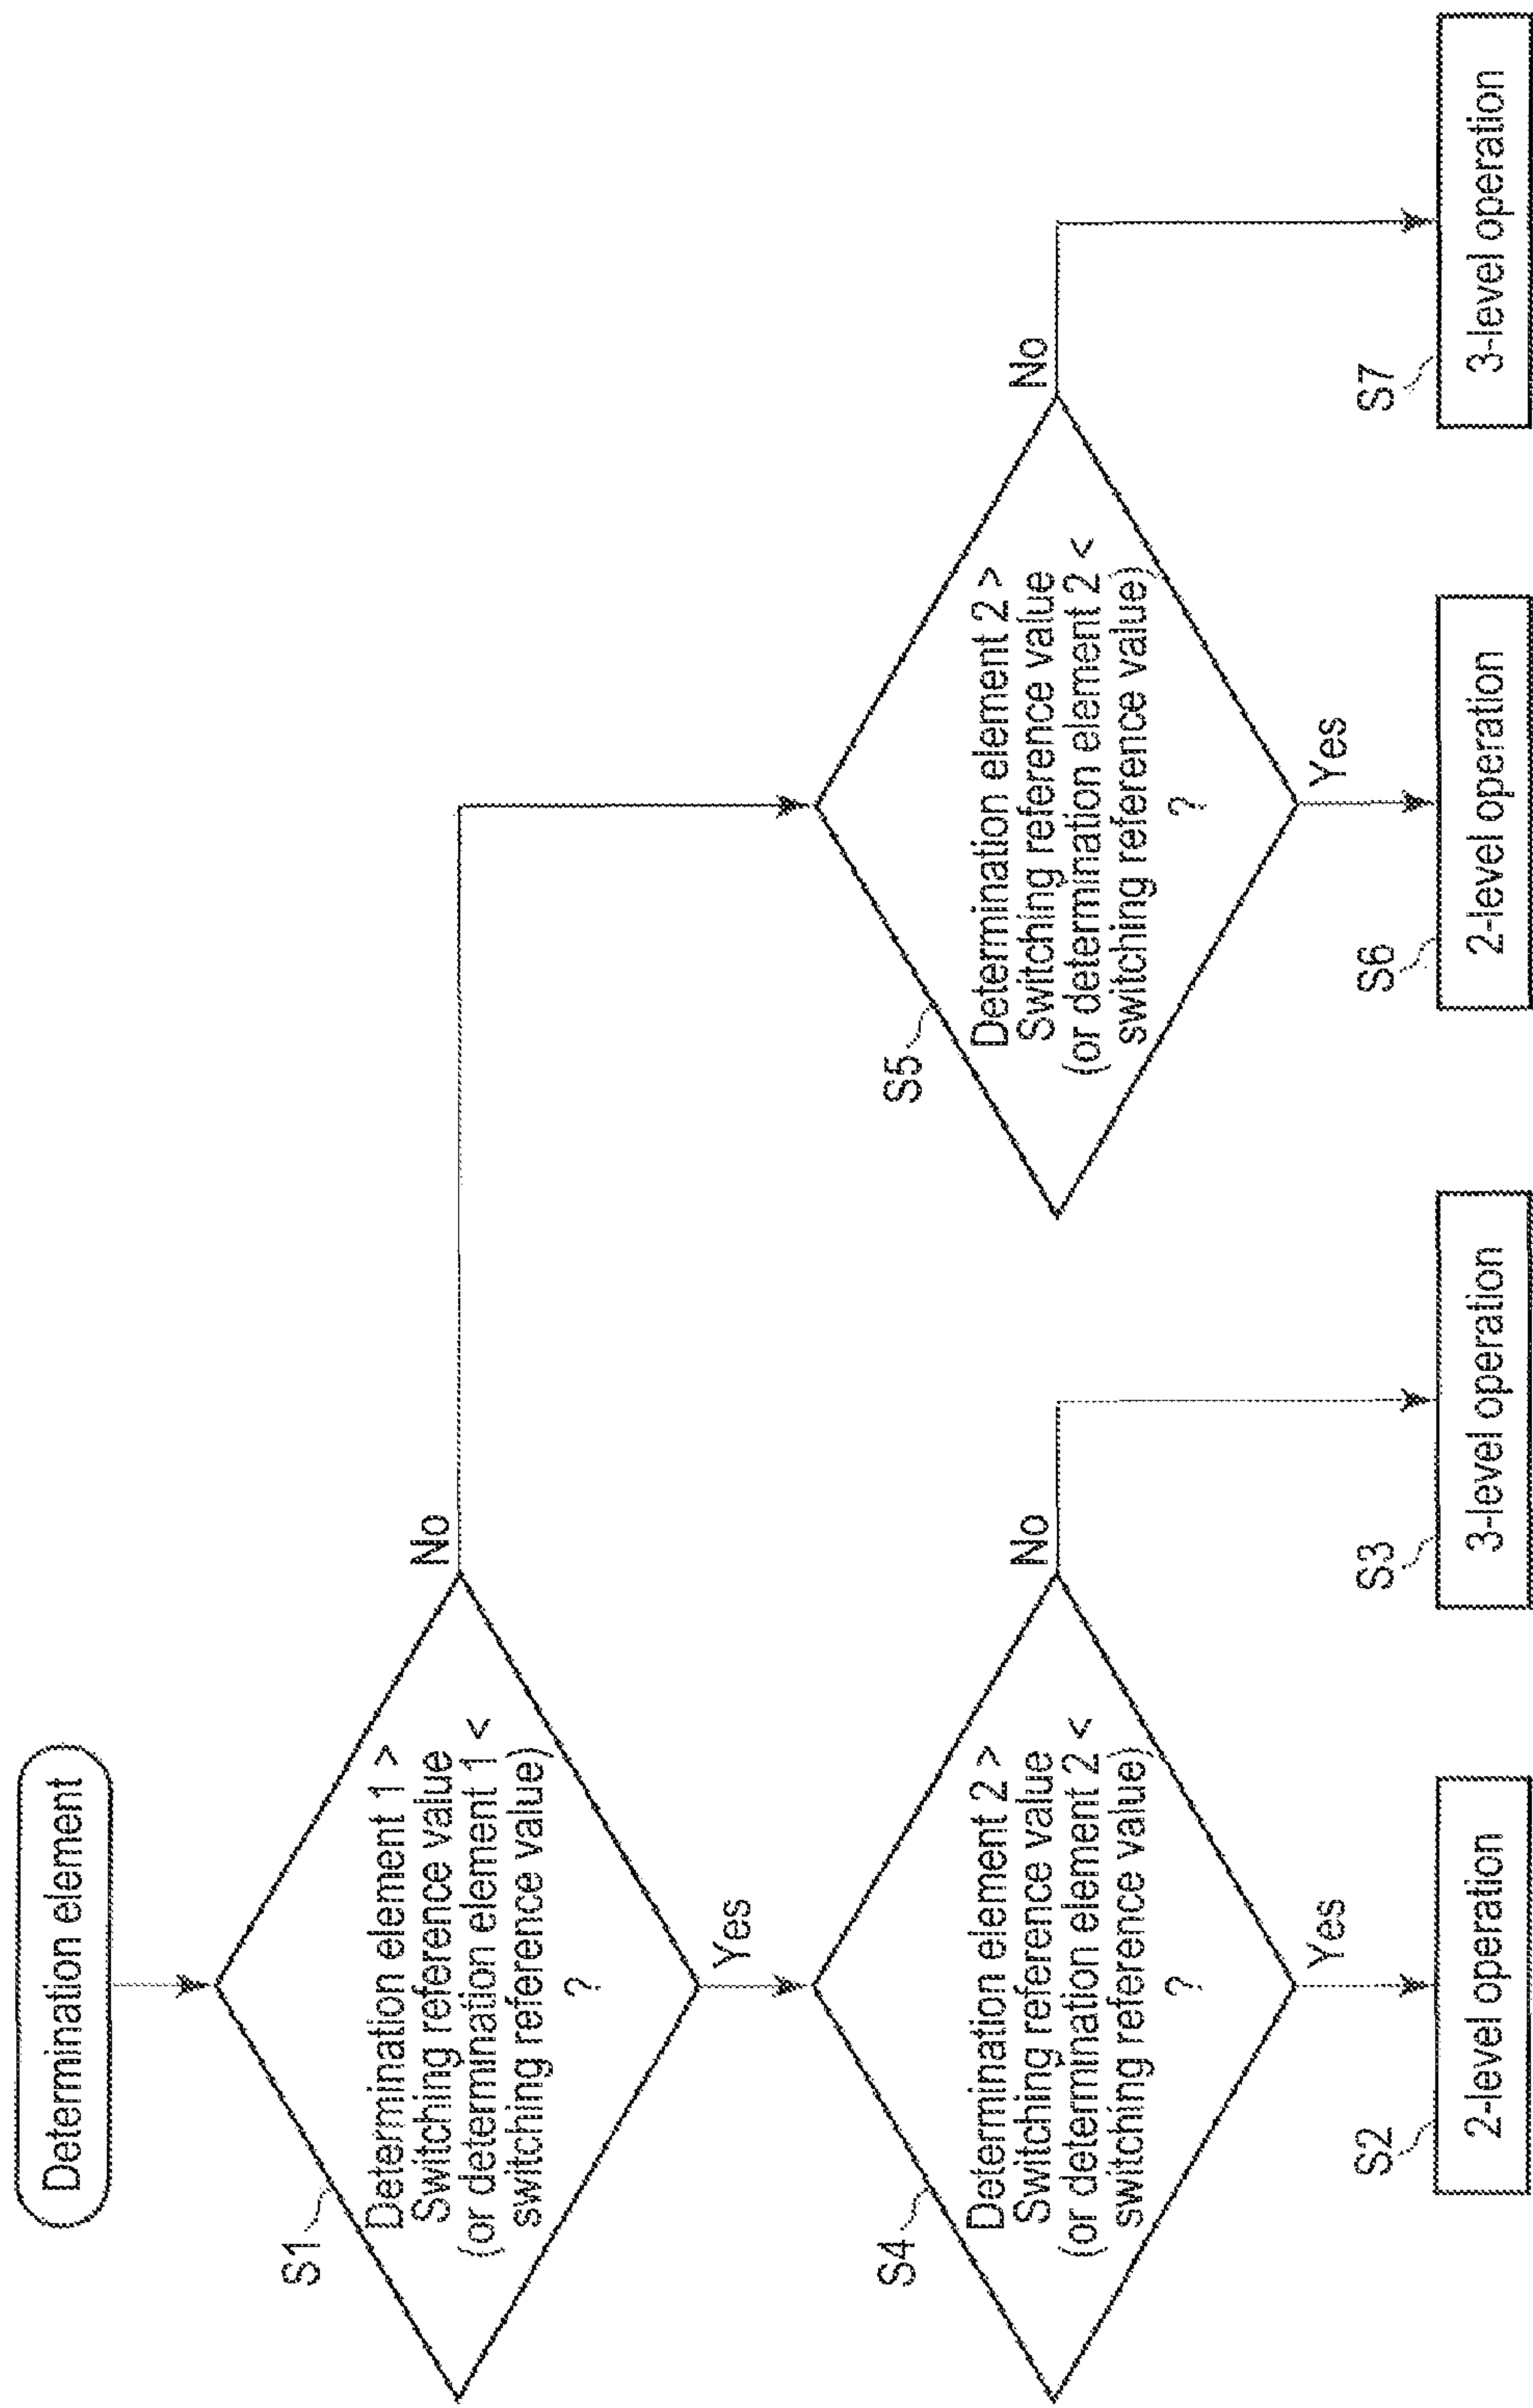 Determination element
S1
Determination element 1 >
Switching reference value
(or determination element 1 <
switching reference value)
?
No
Yes
S4
Determination element 2 >
Switching reference value
(or determination element 2 <
switching reference value)
?
No
Yes
S5
Determination element 2 >
Switching reference value
(or determination element 2 <
switching reference value)
?
No
Yes
S2
2-level operation
S3
3-level operation
S6
2-level operation
S7
3-level operation